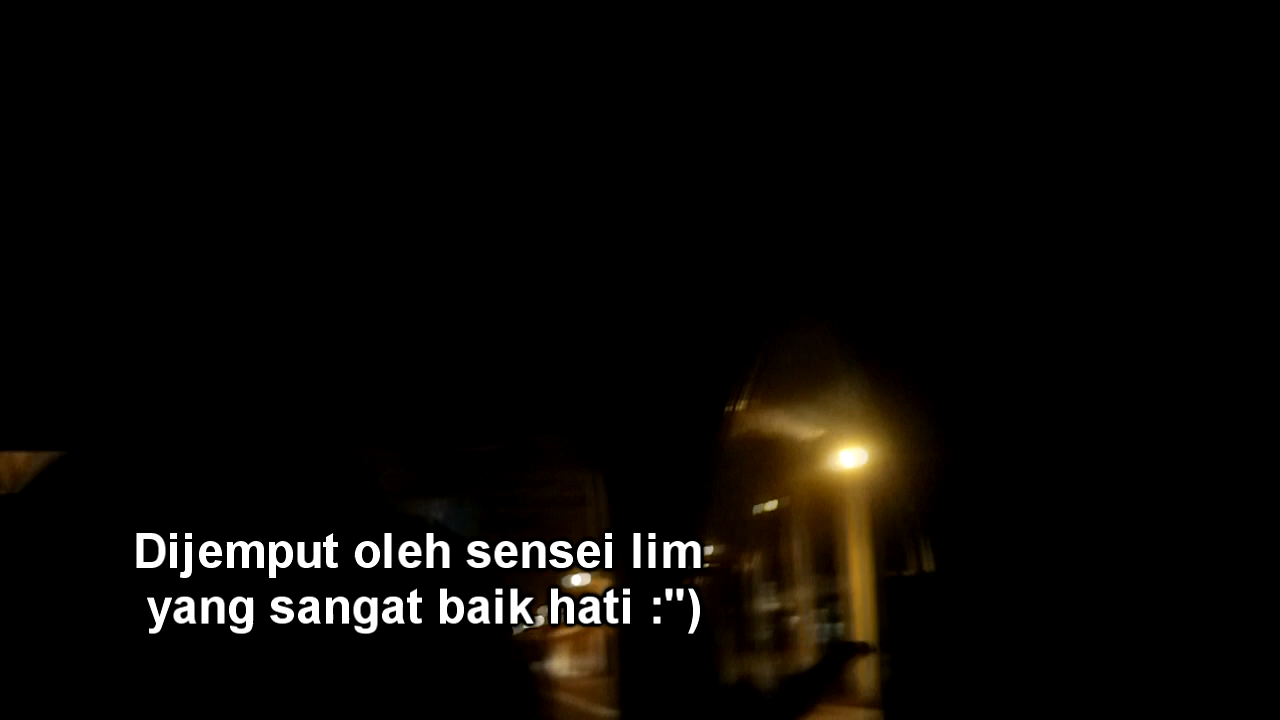 Dijemput oleh sensei lim
yang sangat baik hati :")